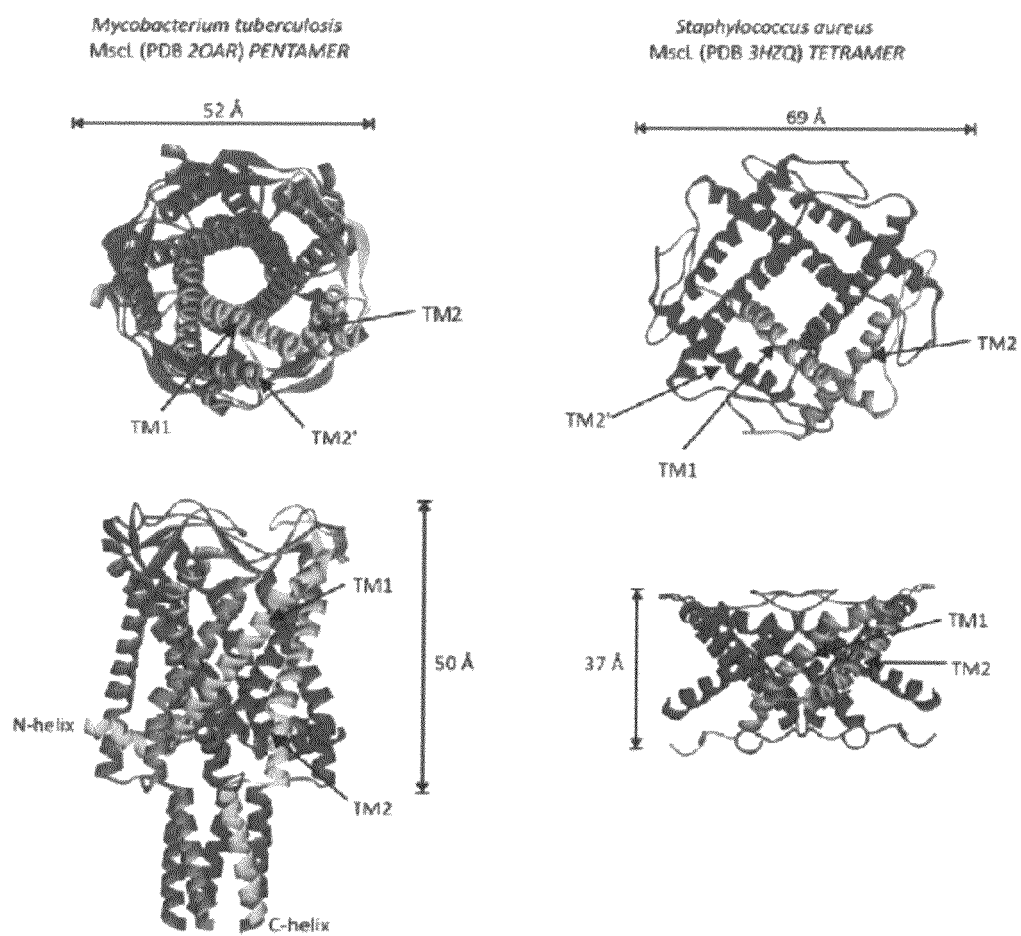 Mycobacterium tuberculosis
MscL (PDB 2OAR) PENTAMER
52 Å
TM2
TM1
TM2'
TM1
50 Å
N-helix
TM2
C-helix
Staphylococcus aureus
MscL (PDB 3HZQ) TETRAMER
69 Å
TM2
TM2'
TM1
TM1
37 Å
TM2